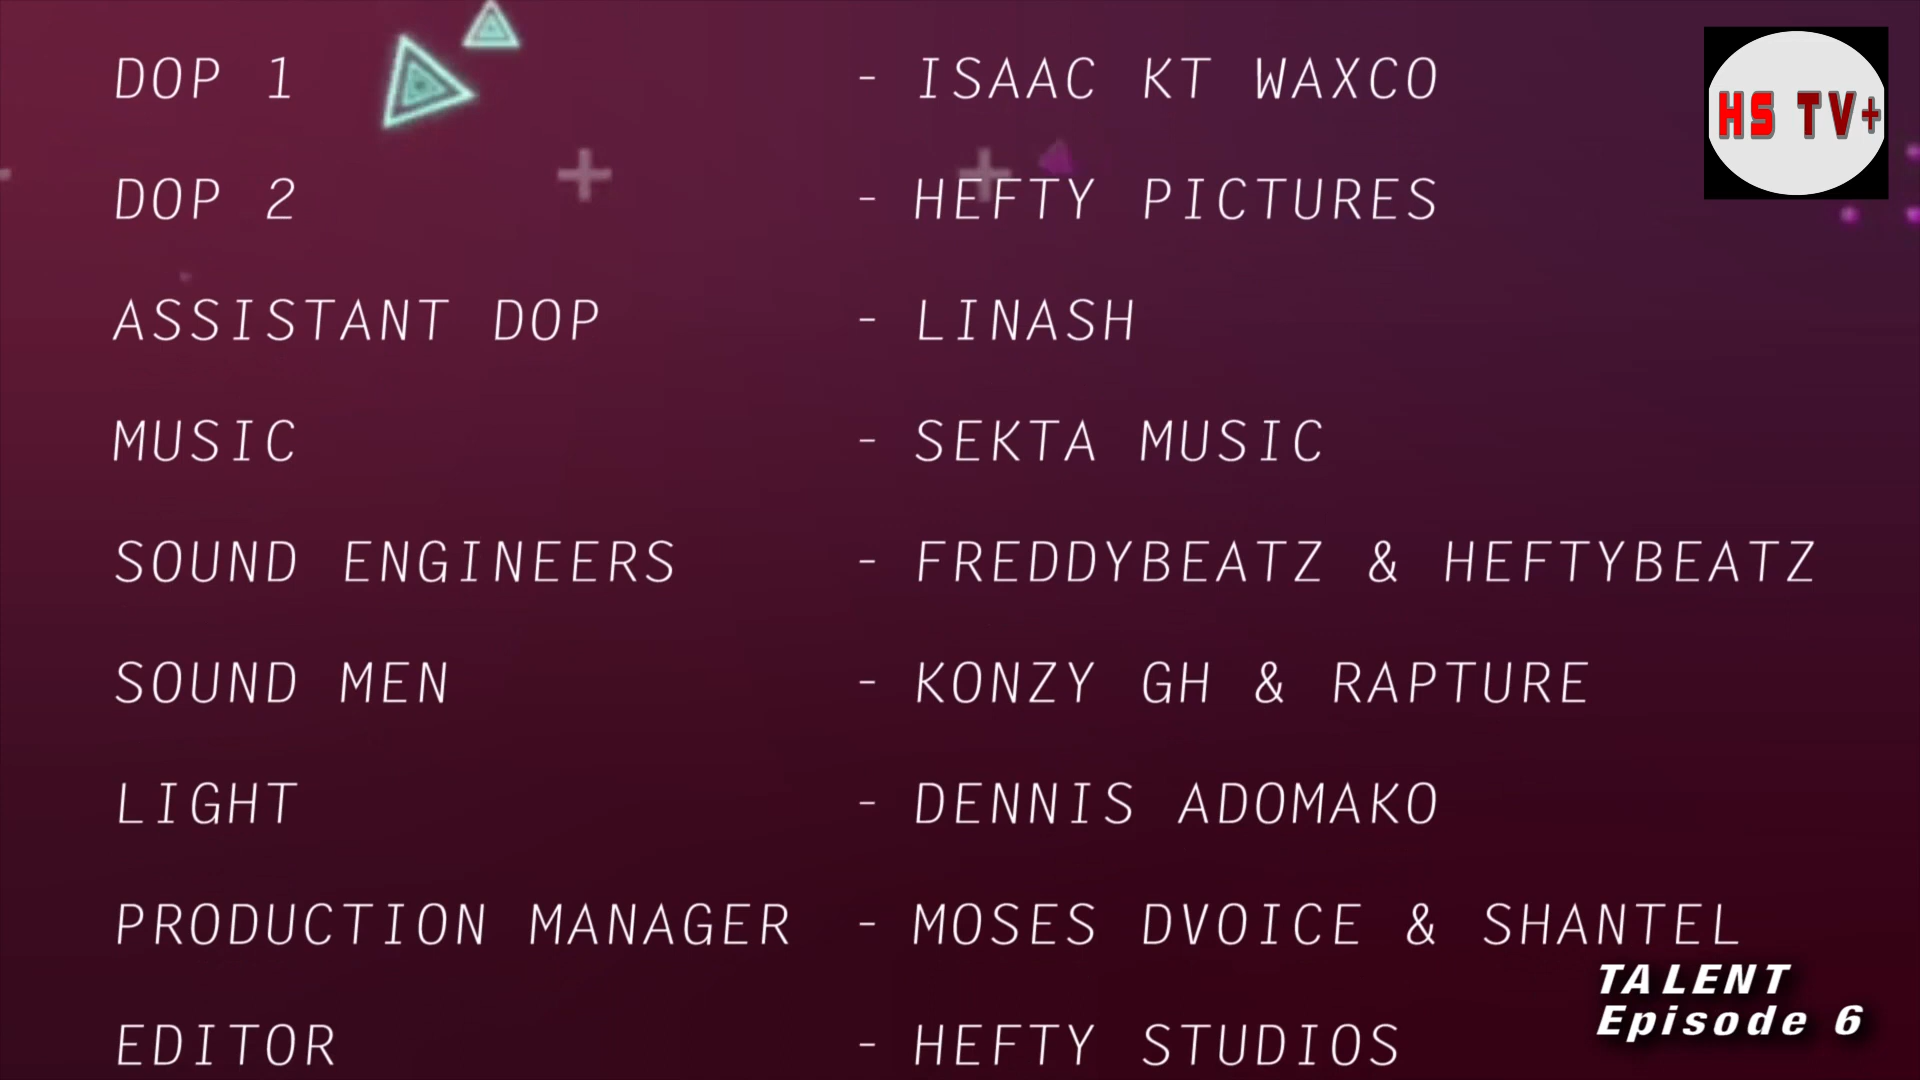 DOP 1 - ISAAC KT WAXCO
HS TV+
DOP 2 - HEFTY PICTURES
ASSISTANT DOP - LINASH
MUSIC - SEKTA MUSIC
SOUND ENGINEERS - FREDDYBEATZ & HEFTYBEATZ
SOUND MEN - KONZY GH & RAPTURE
LIGHT - DENNIS ADOMAKO
PRODUCTION MANAGER - MOSES DVOICE & SHANTEL
TALENT
Episode 6
EDITOR - HEFTY STUDIOS